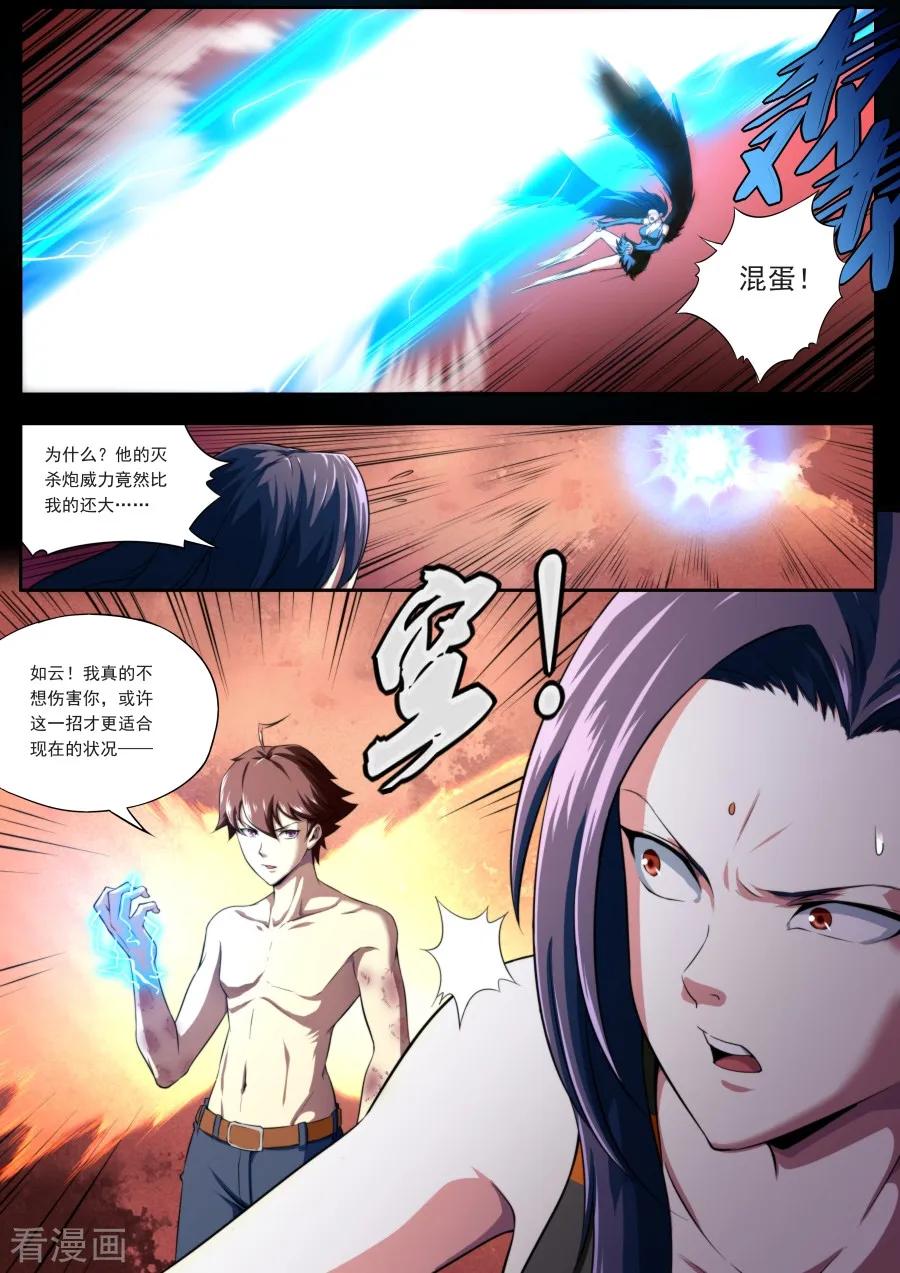 混蛋！
为什么？他的灭
杀炮威力竟然比
我的还大……
空！
如云！我真的不
想伤害你，或许
这一招才更适合
现在的状况——
看漫画